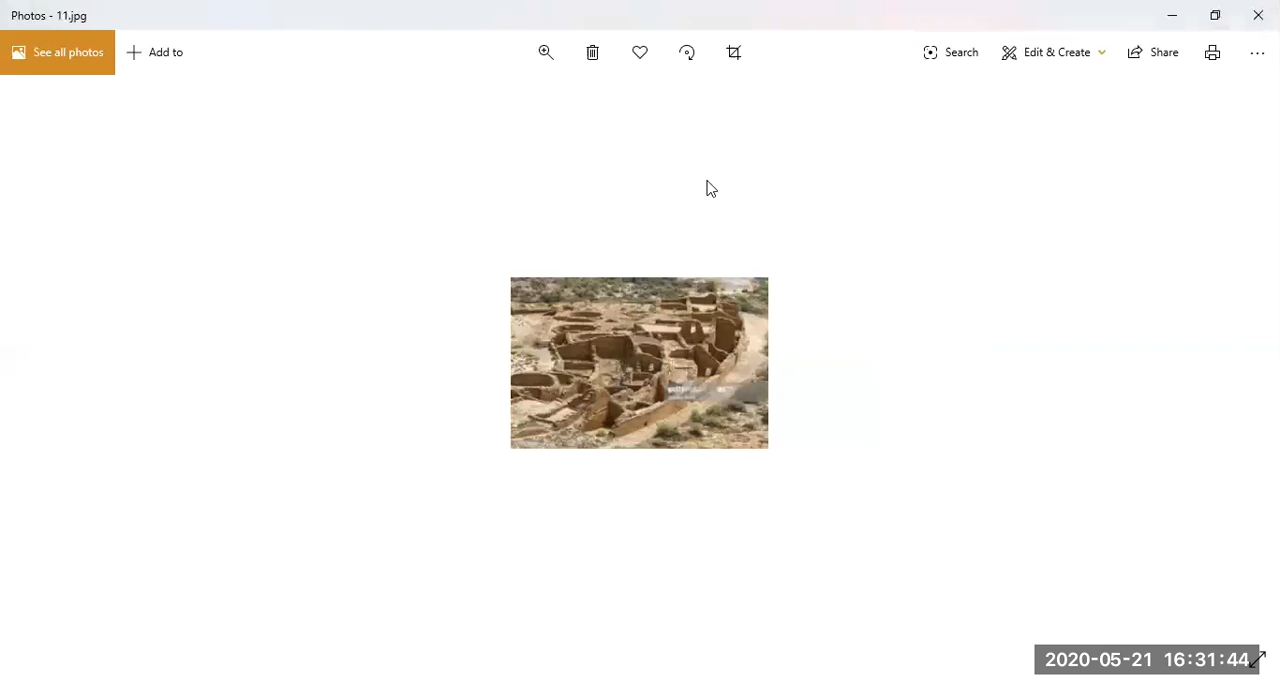 Photos - 11.jpg
See all photos
Add to
Search
Edit & Create
Share
2020-05-21 16:31:44